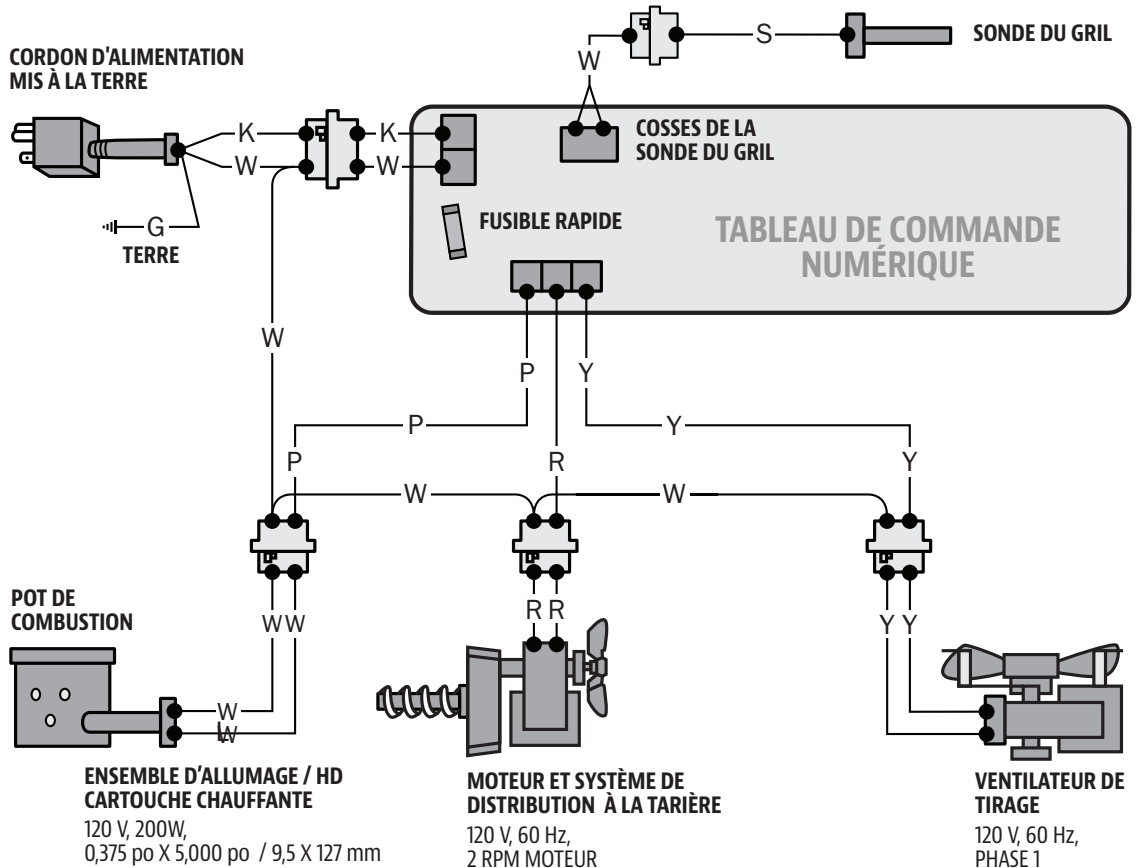 S
SONDE DU GRIL
W
CORDON D'ALIMENTATION
MIS À LA TERRE
K
K
W
W
COSSES DE LA
SONDE DU GRIL
G
TERRE
FUSIBLE RAPIDE
TABLEAU DE COMMANDE
NUMÉRIQUE
W
P
Y
P
Y
P
R
Y
W
W
POT DE
COMBUSTION
W W
R R
Y Y
W
W
ENSEMBLE D'ALLUMAGE / HD
CARTOUCHE CHAUFFANTE
120 V, 200W,
0,375 po X 5,000 po / 9,5 X 127 mm
MOTEUR ET SYSTÈME DE
DISTRIBUTION À LA TARIÈRE
120 V, 60 Hz,
2 RPM MOTEUR
VENTILATEUR DE
TIRAGE
120 V, 60 Hz,
PHASE 1